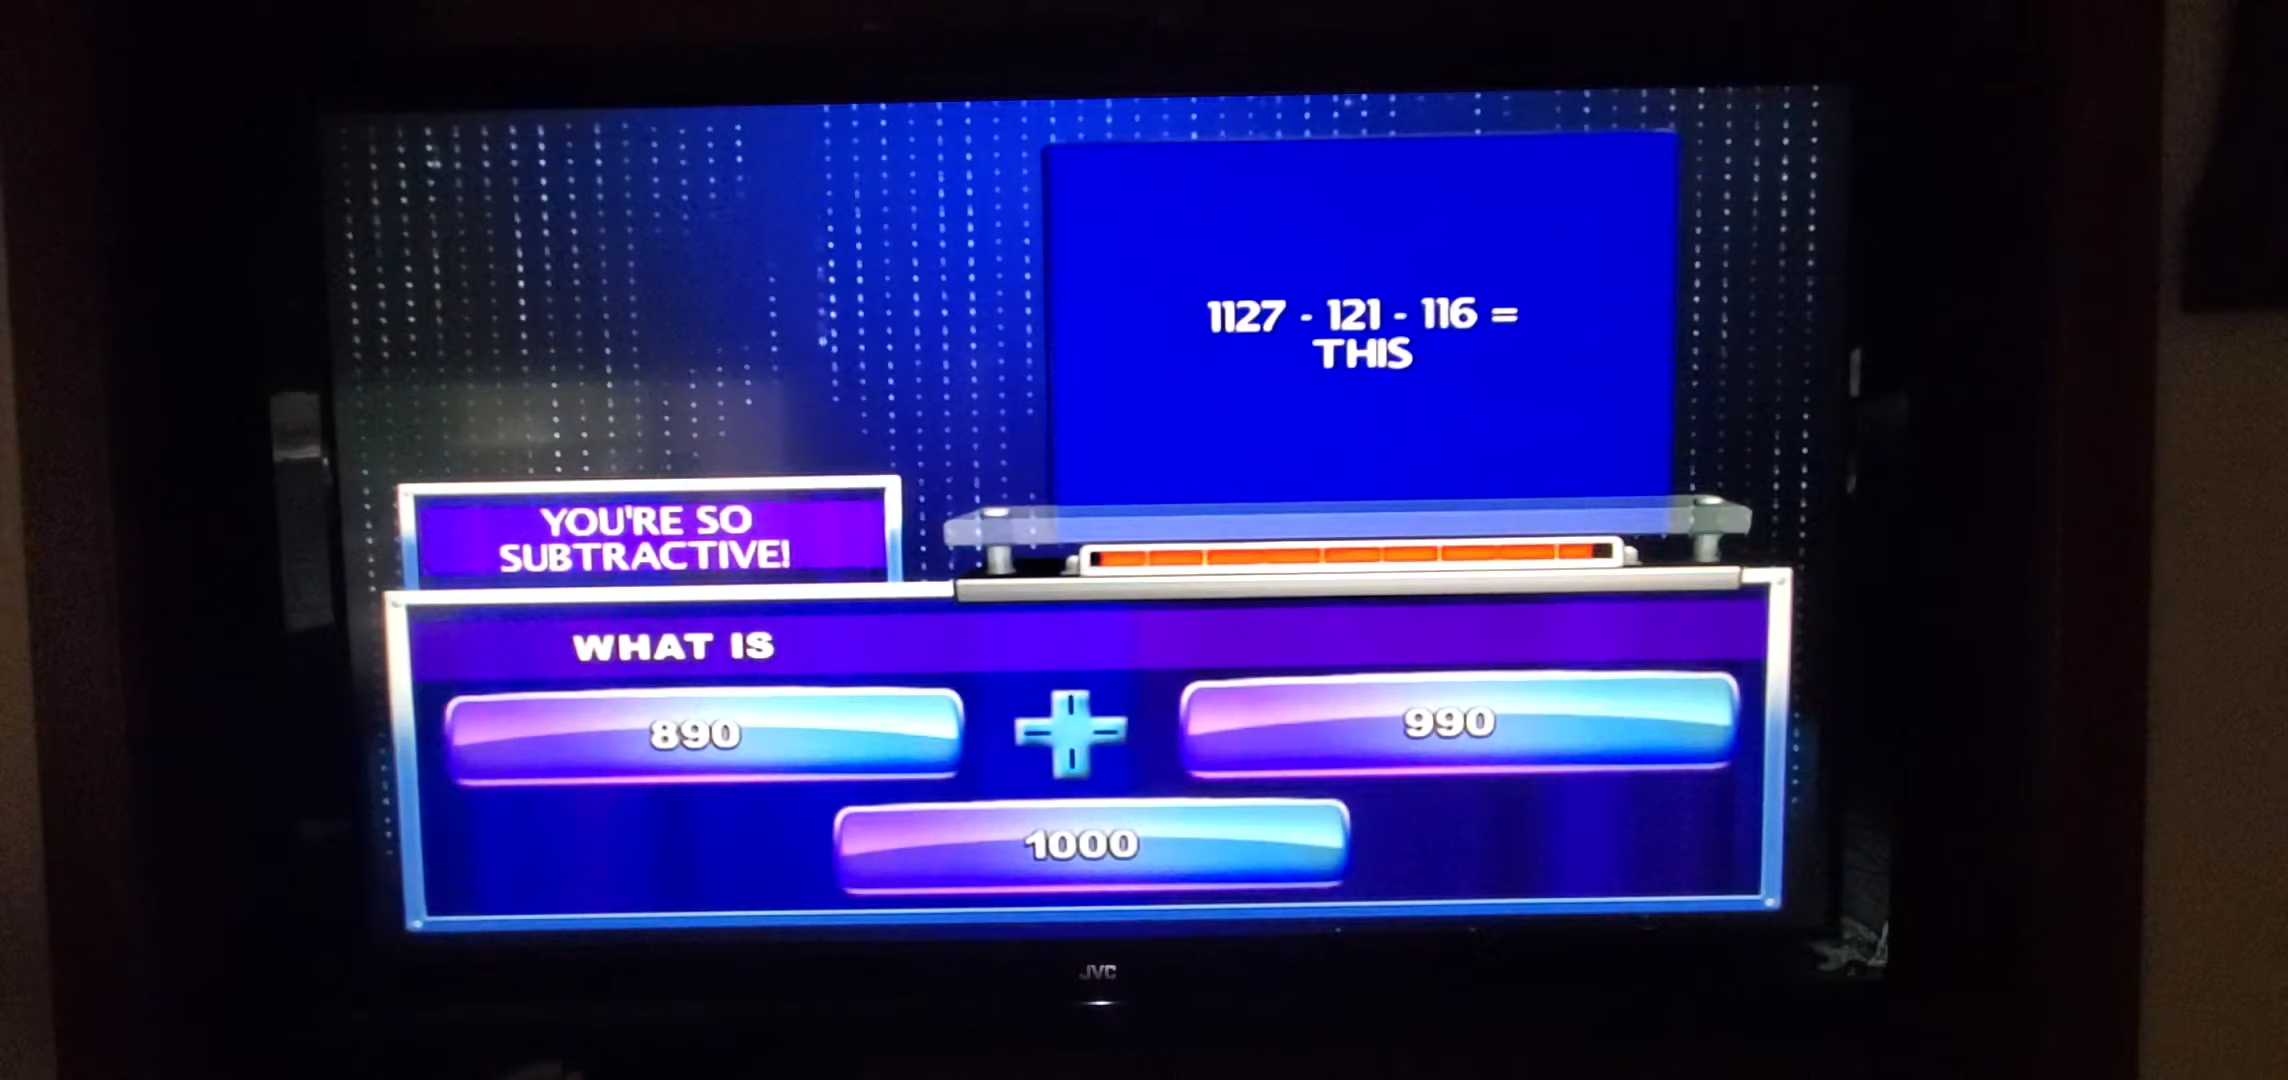 1127 - 121 - 116 =
THIS
YOU'RE SO
SUBTRACTIVE!
WHAT IS
890
990
1000
JVC